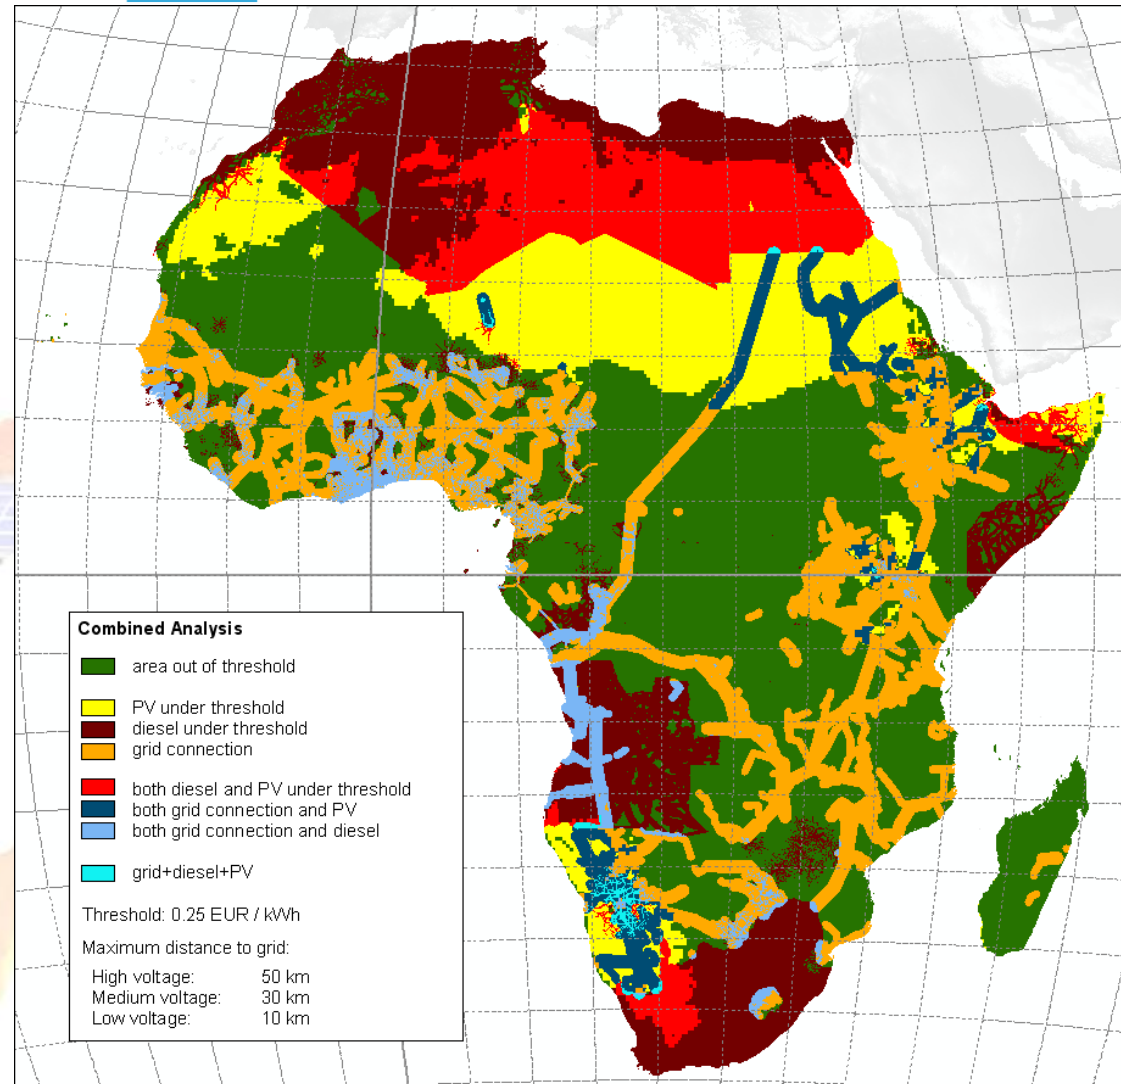 Combined Analysis
area out of threshold
PV under threshold
diesel under threshold
grid connection
both diesel and PV under threshold
both grid connection and PV
both grid connection and diesel
grid+diesel+PV
Threshold: 0.25 EUR / kWh
Maximum distance to grid:
High voltage: 50 km
Medium voltage: 30 km
Low voltage: 10 km